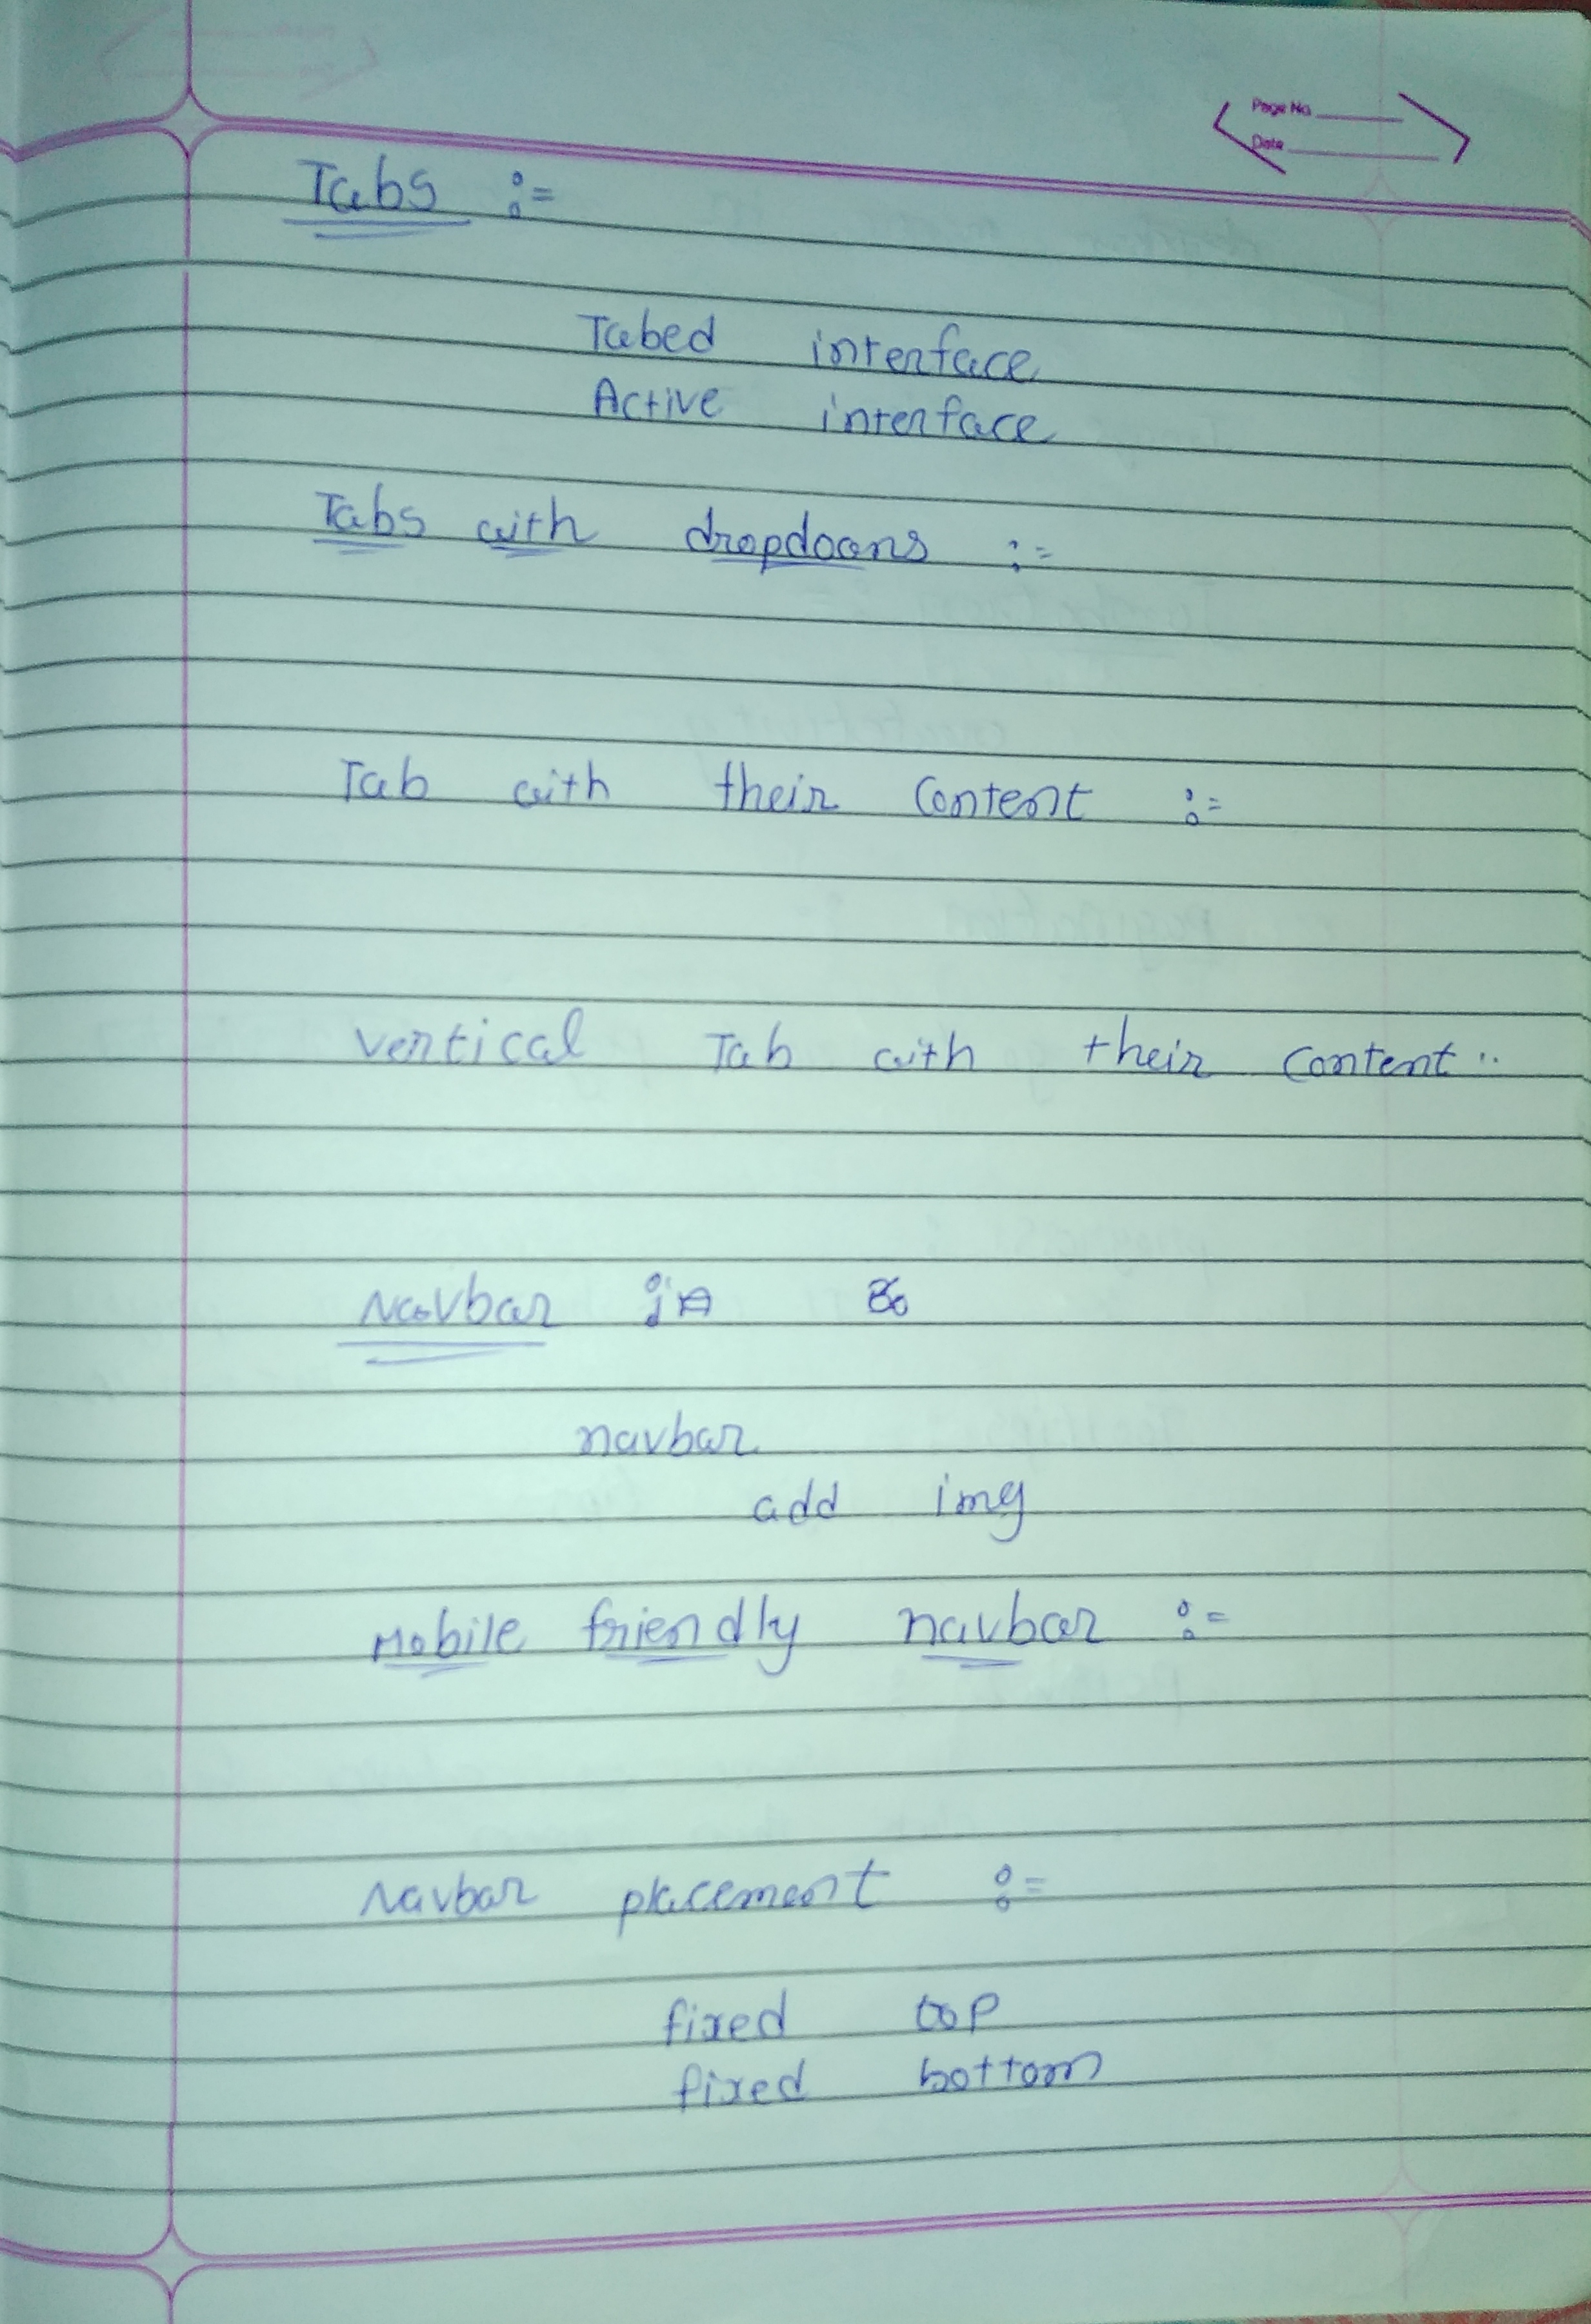 Page No.
Date
Tabs :=
Tabed interface
Active interface
Tabs with dropdoans :=
Tab with their Content :=
Vertical Tab with their Content ..
Navbar :=
navbar
add img
Mobile friendly navbar :=
Navbar placement :=
fixed top
fixed bottom